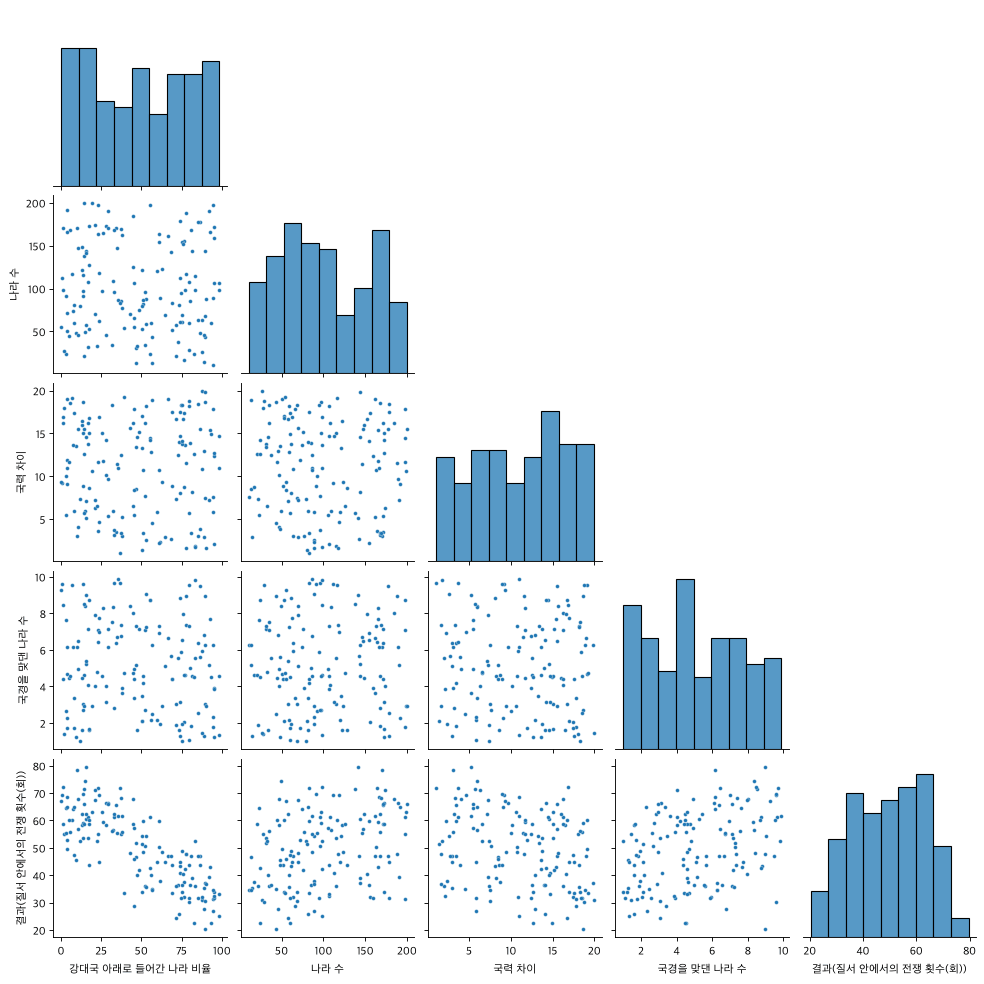 200
150
100
50
나라 수
20
15
10
5
국력 차이
10
8
6
4
2
국경을 맞댄 나라 수
80
70
60
50
40
30
20
결과(질서 안에서의 전쟁 횟수(회))
0 25 50 75 100
강대국 아래로 들어간 나라 비율
50 100 150 200
나라 수
5 10 15 20
국력 차이
2 4 6 8 10
국경을 맞댄 나라 수
20 40 60 80
결과(질서 안에서의 전쟁 횟수(회))